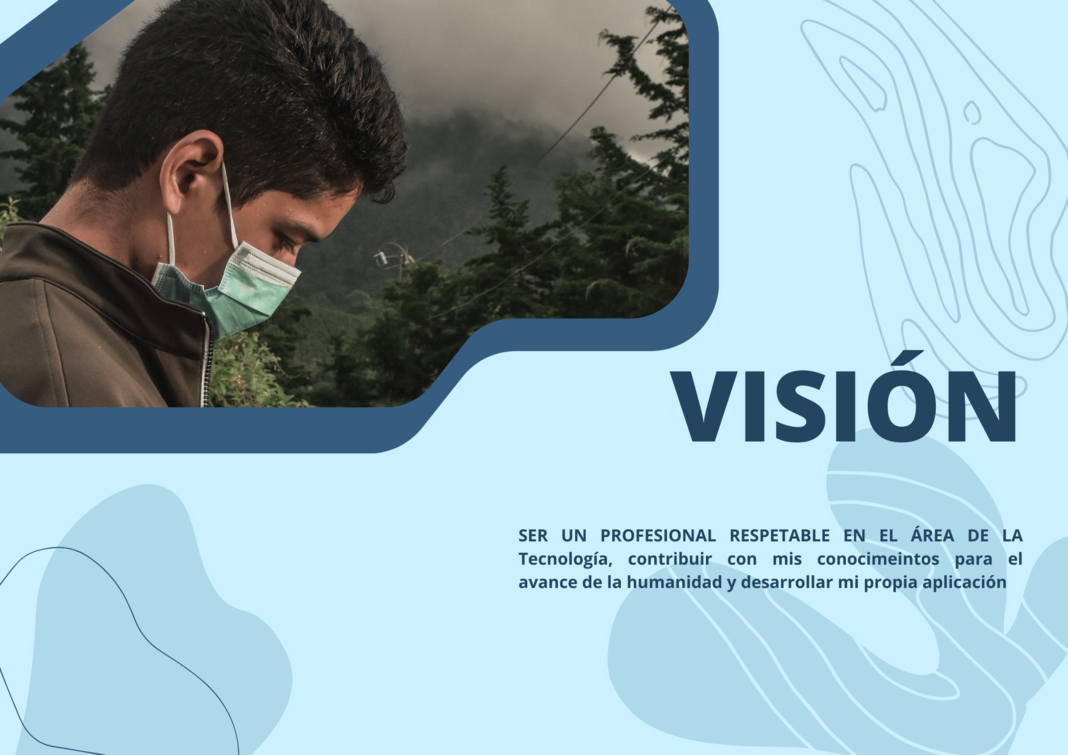 VISIÓN
SER UN PROFESIONAL RESPETABLE EN EL ÁREA DE LA
Tecnología, contribuir con mis conocimeintos para el
avance de la humanidad y desarrollar mi propia aplicación